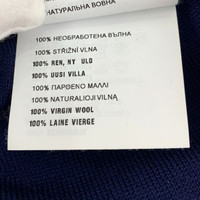 НАТУРАЛЬНА ВОВНА
100% НЕОБРАБОТЕНА ВЪЛНА
100% STŘIŽNÍ VLNA
100% REN, NY ULD
100% UUSI VILLA
100% ΠΑΡΘΕΝΟ ΜΑΛΛΙ
100% NATURALIOJI VILNĄ
100% VIRGIN WOOL
100% LAINE VIERGE